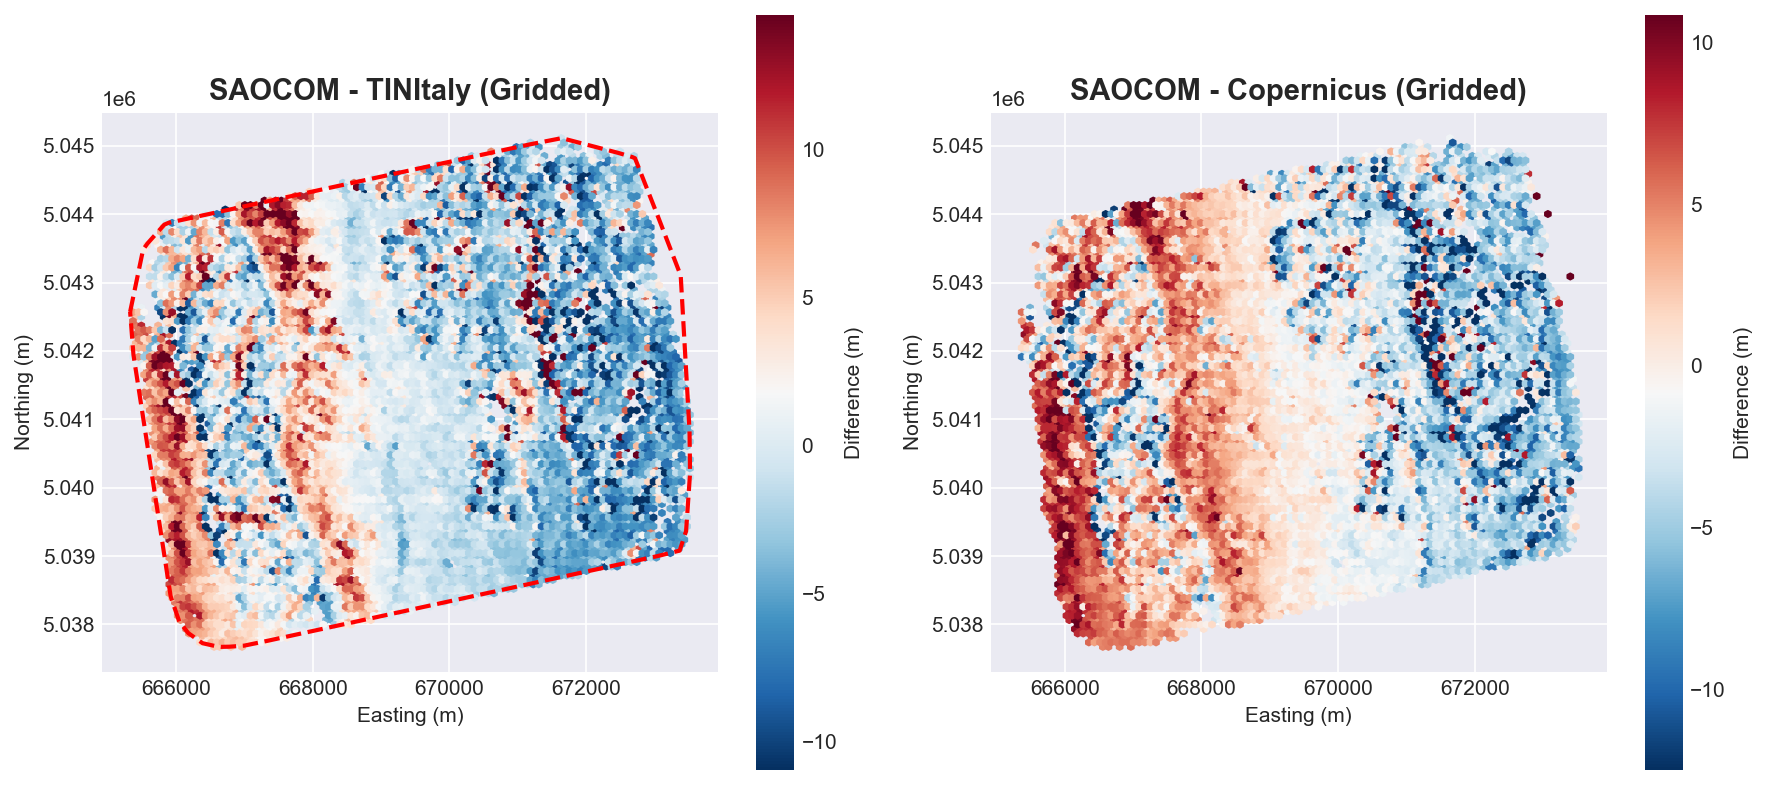 SAOCOM - TINItaly (Gridded)
1e6
5.045
5.044
5.043
5.042
5.041
5.040
5.039
5.038
Northing (m)
666000 668000 670000 672000
Easting (m)
10
5
0
−5
−10
Difference (m)
SAOCOM - Copernicus (Gridded)
1e6
5.045
5.044
5.043
5.042
5.041
5.040
5.039
5.038
Northing (m)
666000 668000 670000 672000
Easting (m)
10
5
0
−5
−10
Difference (m)